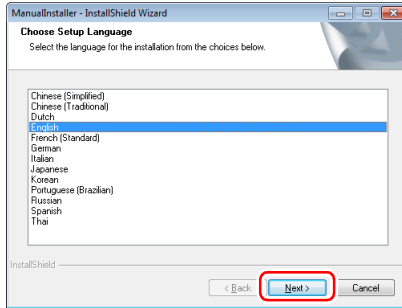 ManualInstaller - InstallShield Wizard
Choose Setup Language
Select the language for the installation from the choices below.
Chinese (Simplified)
Chinese (Traditional)
Dutch
English
French (Standard)
German
Italian
Japanese
Korean
Portuguese (Brazilian)
Russian
Spanish
Thai
InstallShield
< Back Next > Cancel